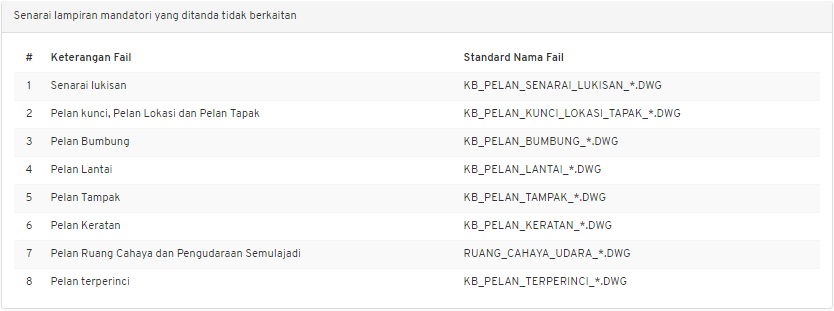 Senarai lampiran mandatori yang ditanda tidak berkaitan
# Keterangan Fail Standard Nama Fail
1 Senarai lukisan KB_PELAN_SENARAI_LUKISAN_*.DWG
2 Pelan kunci, Pelan Lokasi dan Pelan Tapak KB_PELAN_KUNCI_LOKASI_TAPAK_*.DWG
3 Pelan Bumbung KB_PELAN_BUMBUNG_*.DWG
4 Pelan Lantai KB_PELAN_LANTAI_*.DWG
5 Pelan Tampak KB_PELAN_TAMPAK_*.DWG
6 Pelan Keratan KB_PELAN_KERATAN_*.DWG
7 Pelan Ruang Cahaya dan Pengudaraan Semulajadi RUANG_CAHAYA_UDARA_*.DWG
8 Pelan terperinci KB_PELAN_TERPERINCI_*.DWG